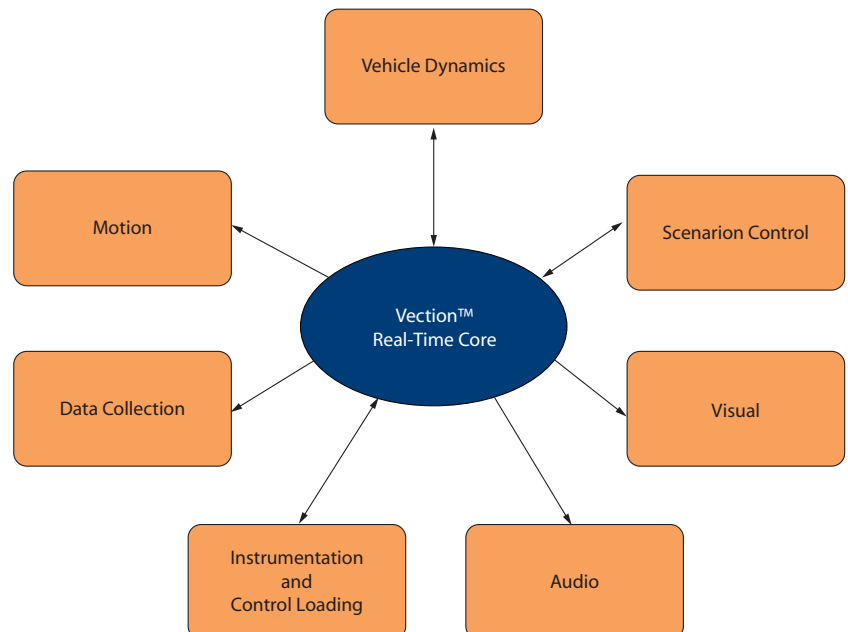 Vehicle Dynamics
Motion
Scenarion Control
Vection™
Real-Time Core
Data Collection
Visual
Instrumentation
and
Control Loading
Audio